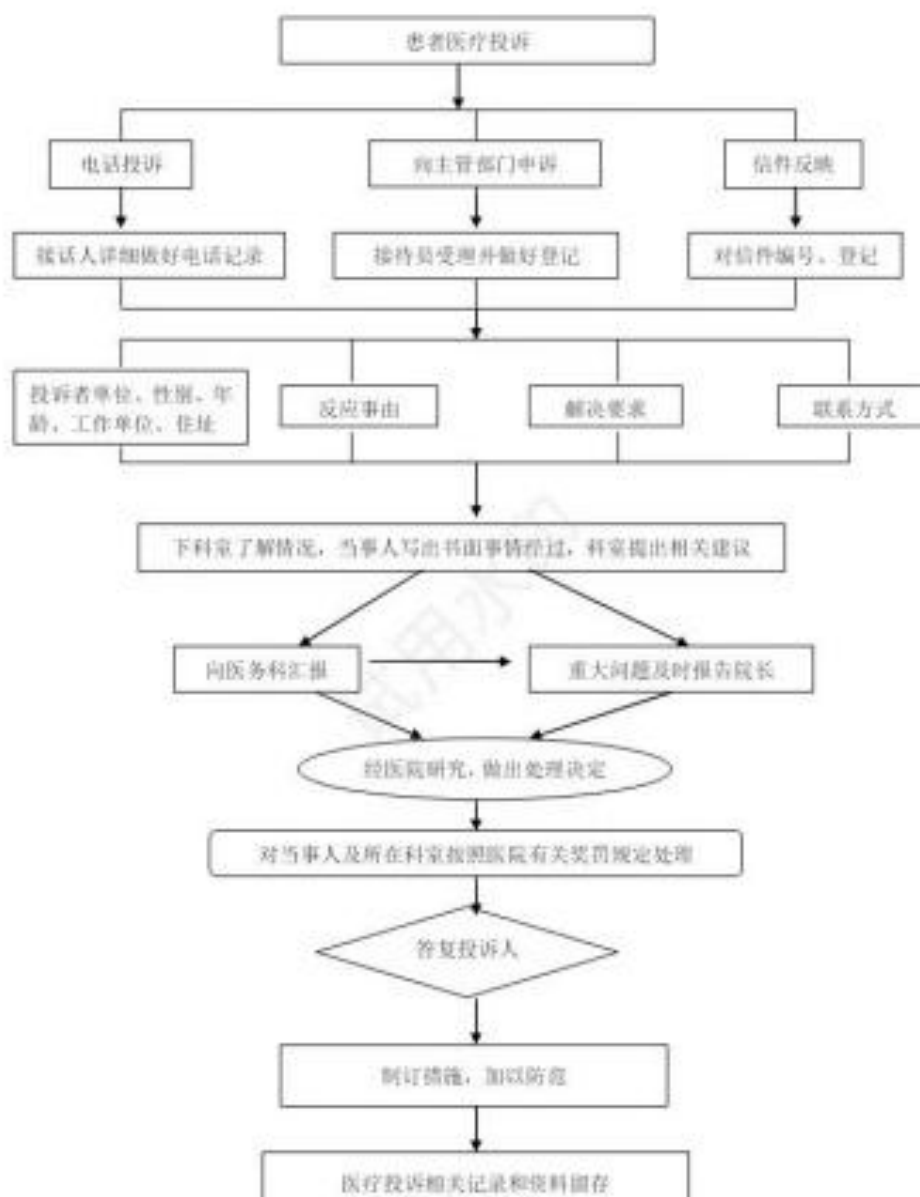 患者医疗投诉
电话投诉
向主管部门申诉
信件反映
接话人详细做好电话记录
接待员受理并做好登记
对信件编号、登记
投诉者单位、性别、年
龄、工作单位、住址
反应事由
解决要求
联系方式
下科室了解情况，当事人写出书面事情经过，科室提出相关建议
向医务科汇报
重大问题及时报告院长
经医院研究，做出处理决定
对当事人及所在科室按照医院有关奖罚规定处理
答复投诉人
制订措施，加以防范
医疗投诉相关记录和资料留存
试用水印